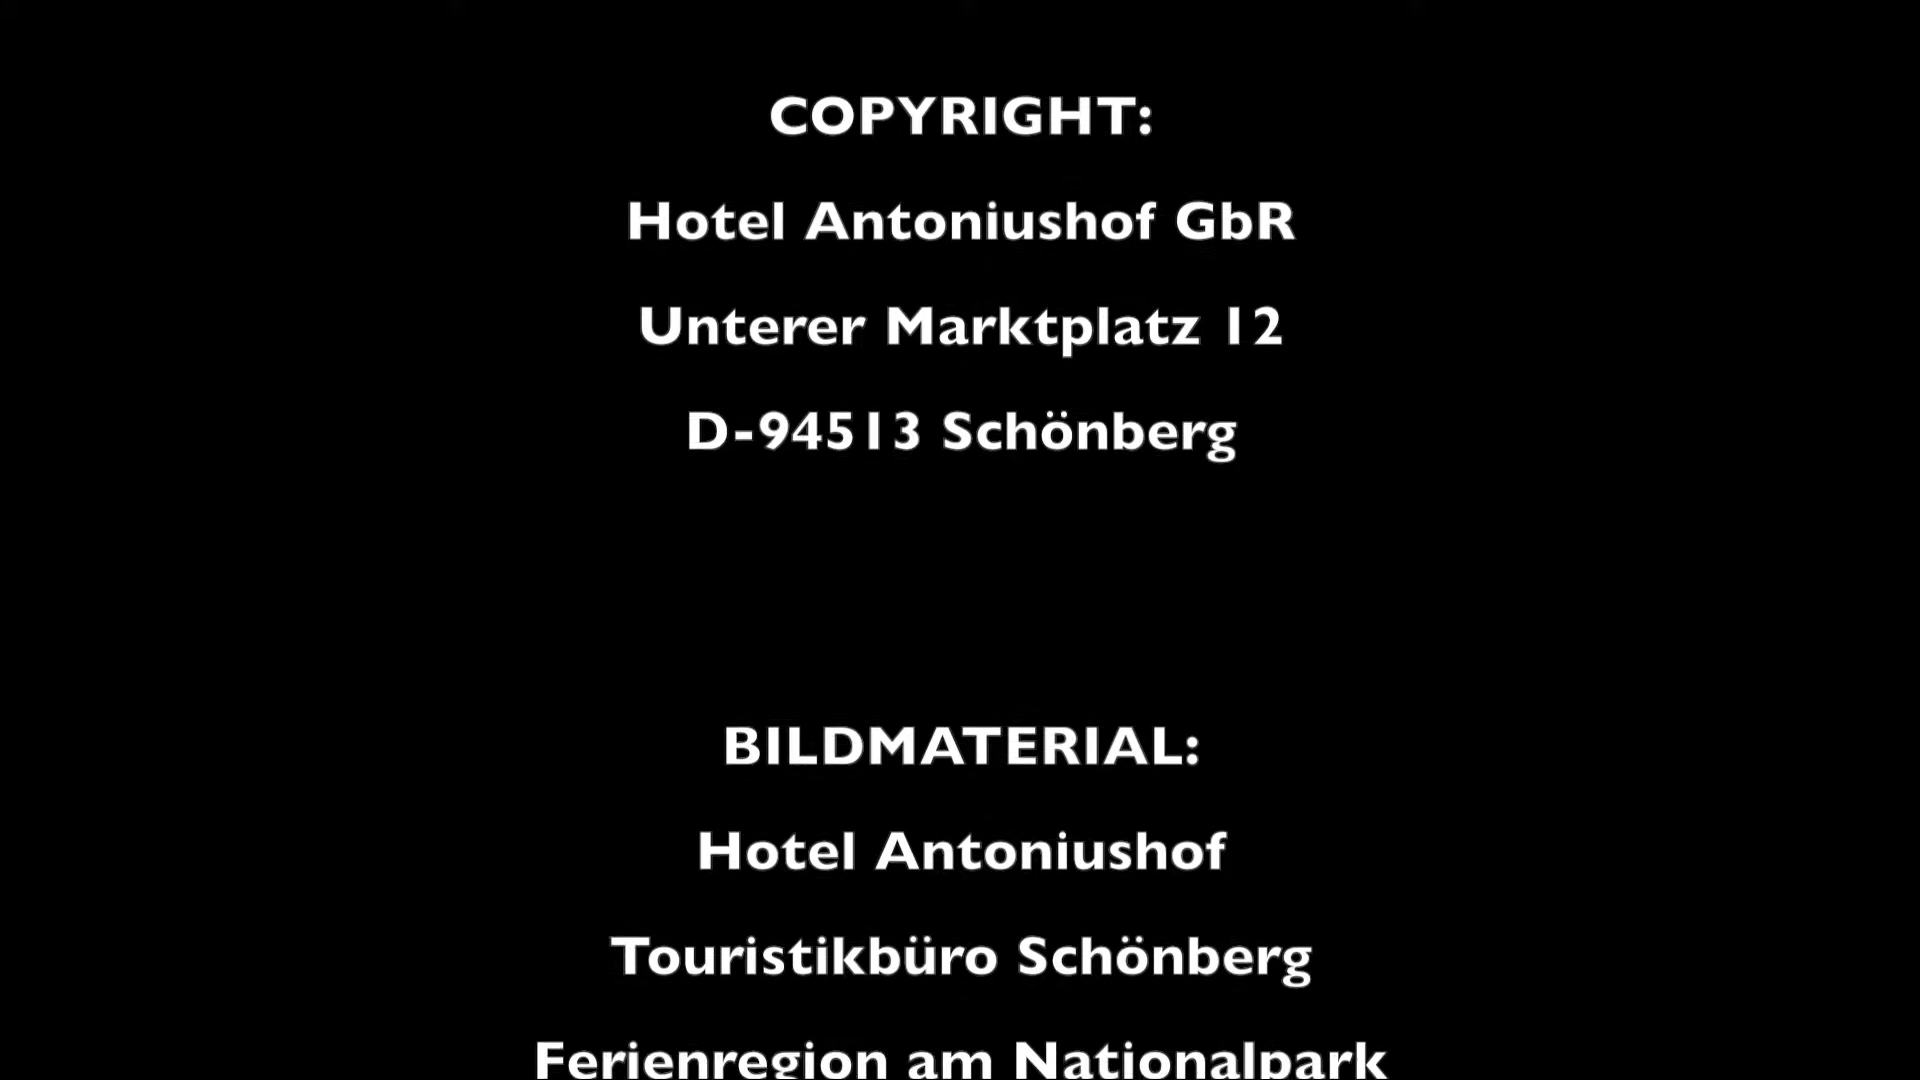 COPYRIGHT:
Hotel Antoniushof GbR
Unterer Marktplatz 12
D-94513 Schönberg
BILDMATERIAL:
Hotel Antoniushof
Touristikbüro Schönberg
Ferienregion am Nationalpark